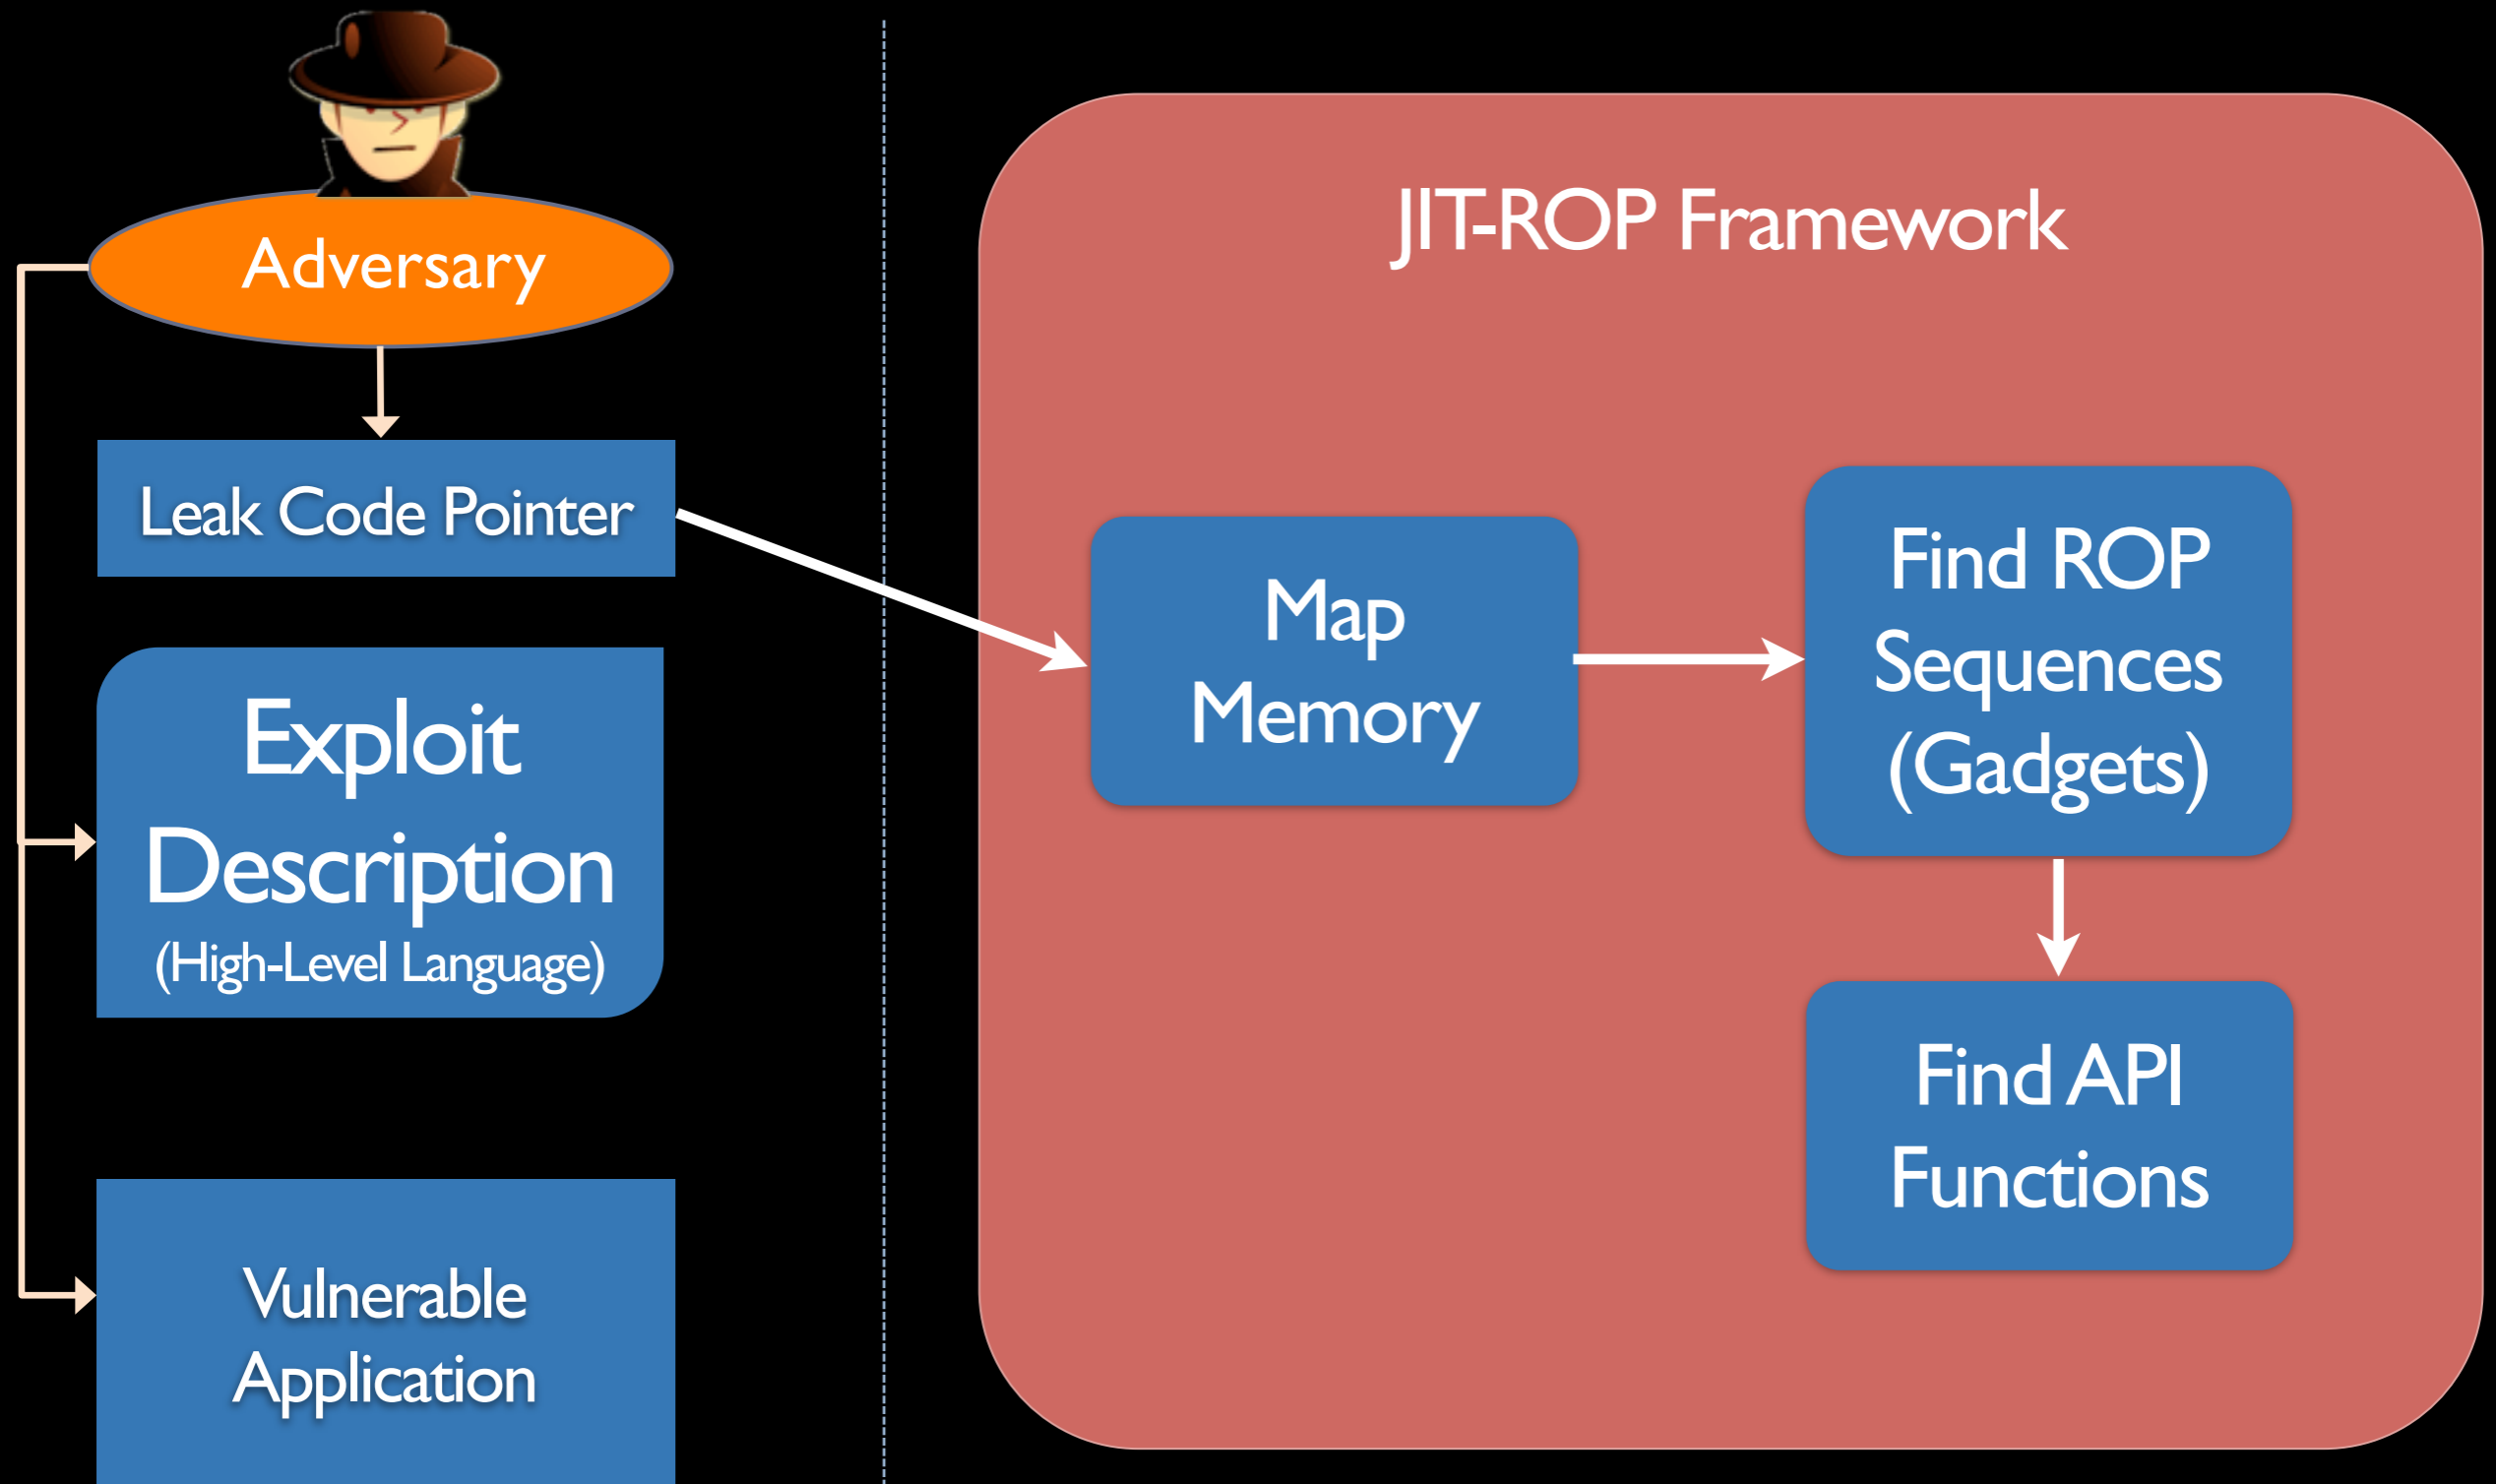 Adversary
Leak Code Pointer
Exploit
Description
(High-Level Language)
Vulnerable
Application
JIT-ROP Framework
Map
Memory
Find ROP
Sequences
(Gadgets)
Find API
Functions